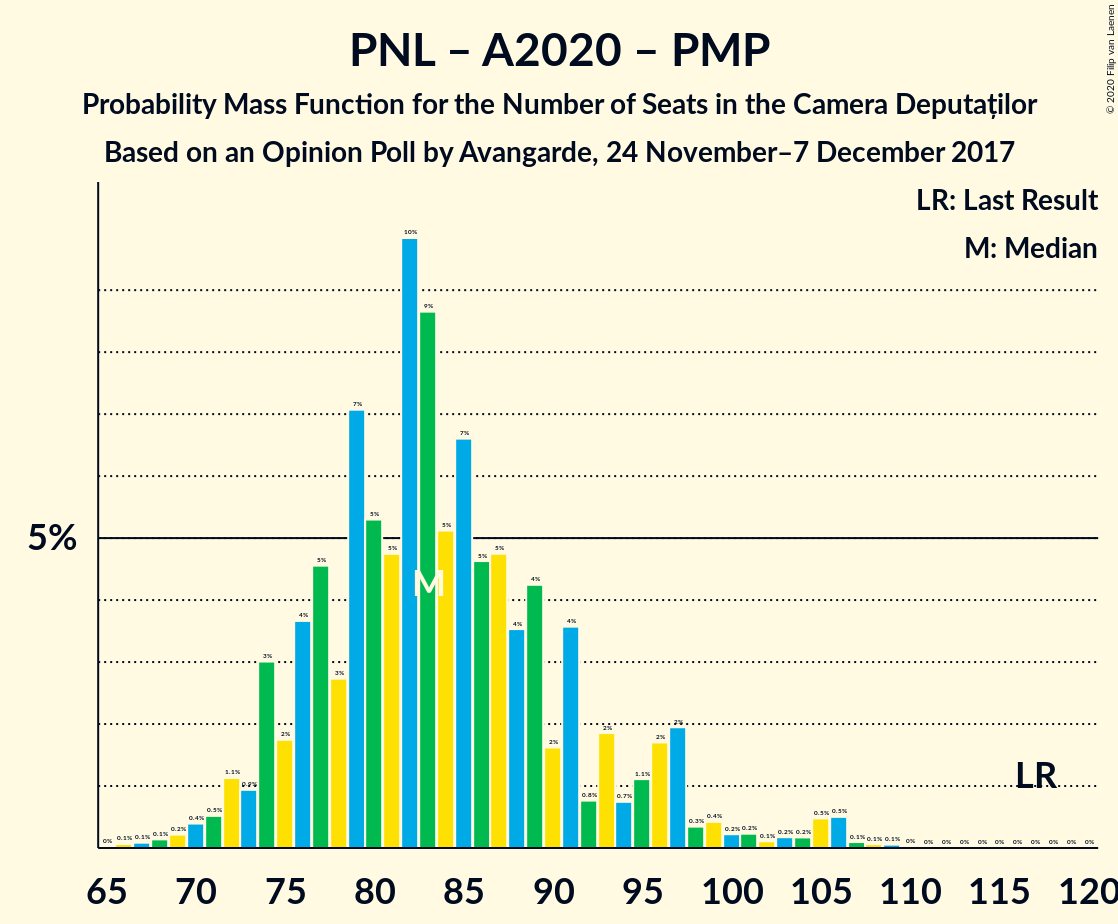 PNL – A2020 – PMP
Probability Mass Function for the Number of Seats in the Camera Deputaților
Based on an Opinion Poll by Avangarde, 24 November–7 December 2017
© 2020 Filip van Laenen
LR: Last Result
M: Median
5%
0% 0.1% 0.1% 0.1% 0.2% 0.4% 0.5% 1.1% 0.9% 3% 2% 4% 5% 3% 7% 5% 5% 10% 9% 5% 7% 5% 5% 4% 4% 2% 4% 0.8% 2% 0.7% 1.1% 2% 2% 0.3% 0.4% 0.2% 0.2% 0.1% 0.2% 0.2% 0.5% 0.5% 0.1% 0.1% 0.1% 0% 0% 0% 0% 0% 0% 0% 0% 0% 0% 0%
M
LR
65 70 75 80 85 90 95 100 105 110 115 120